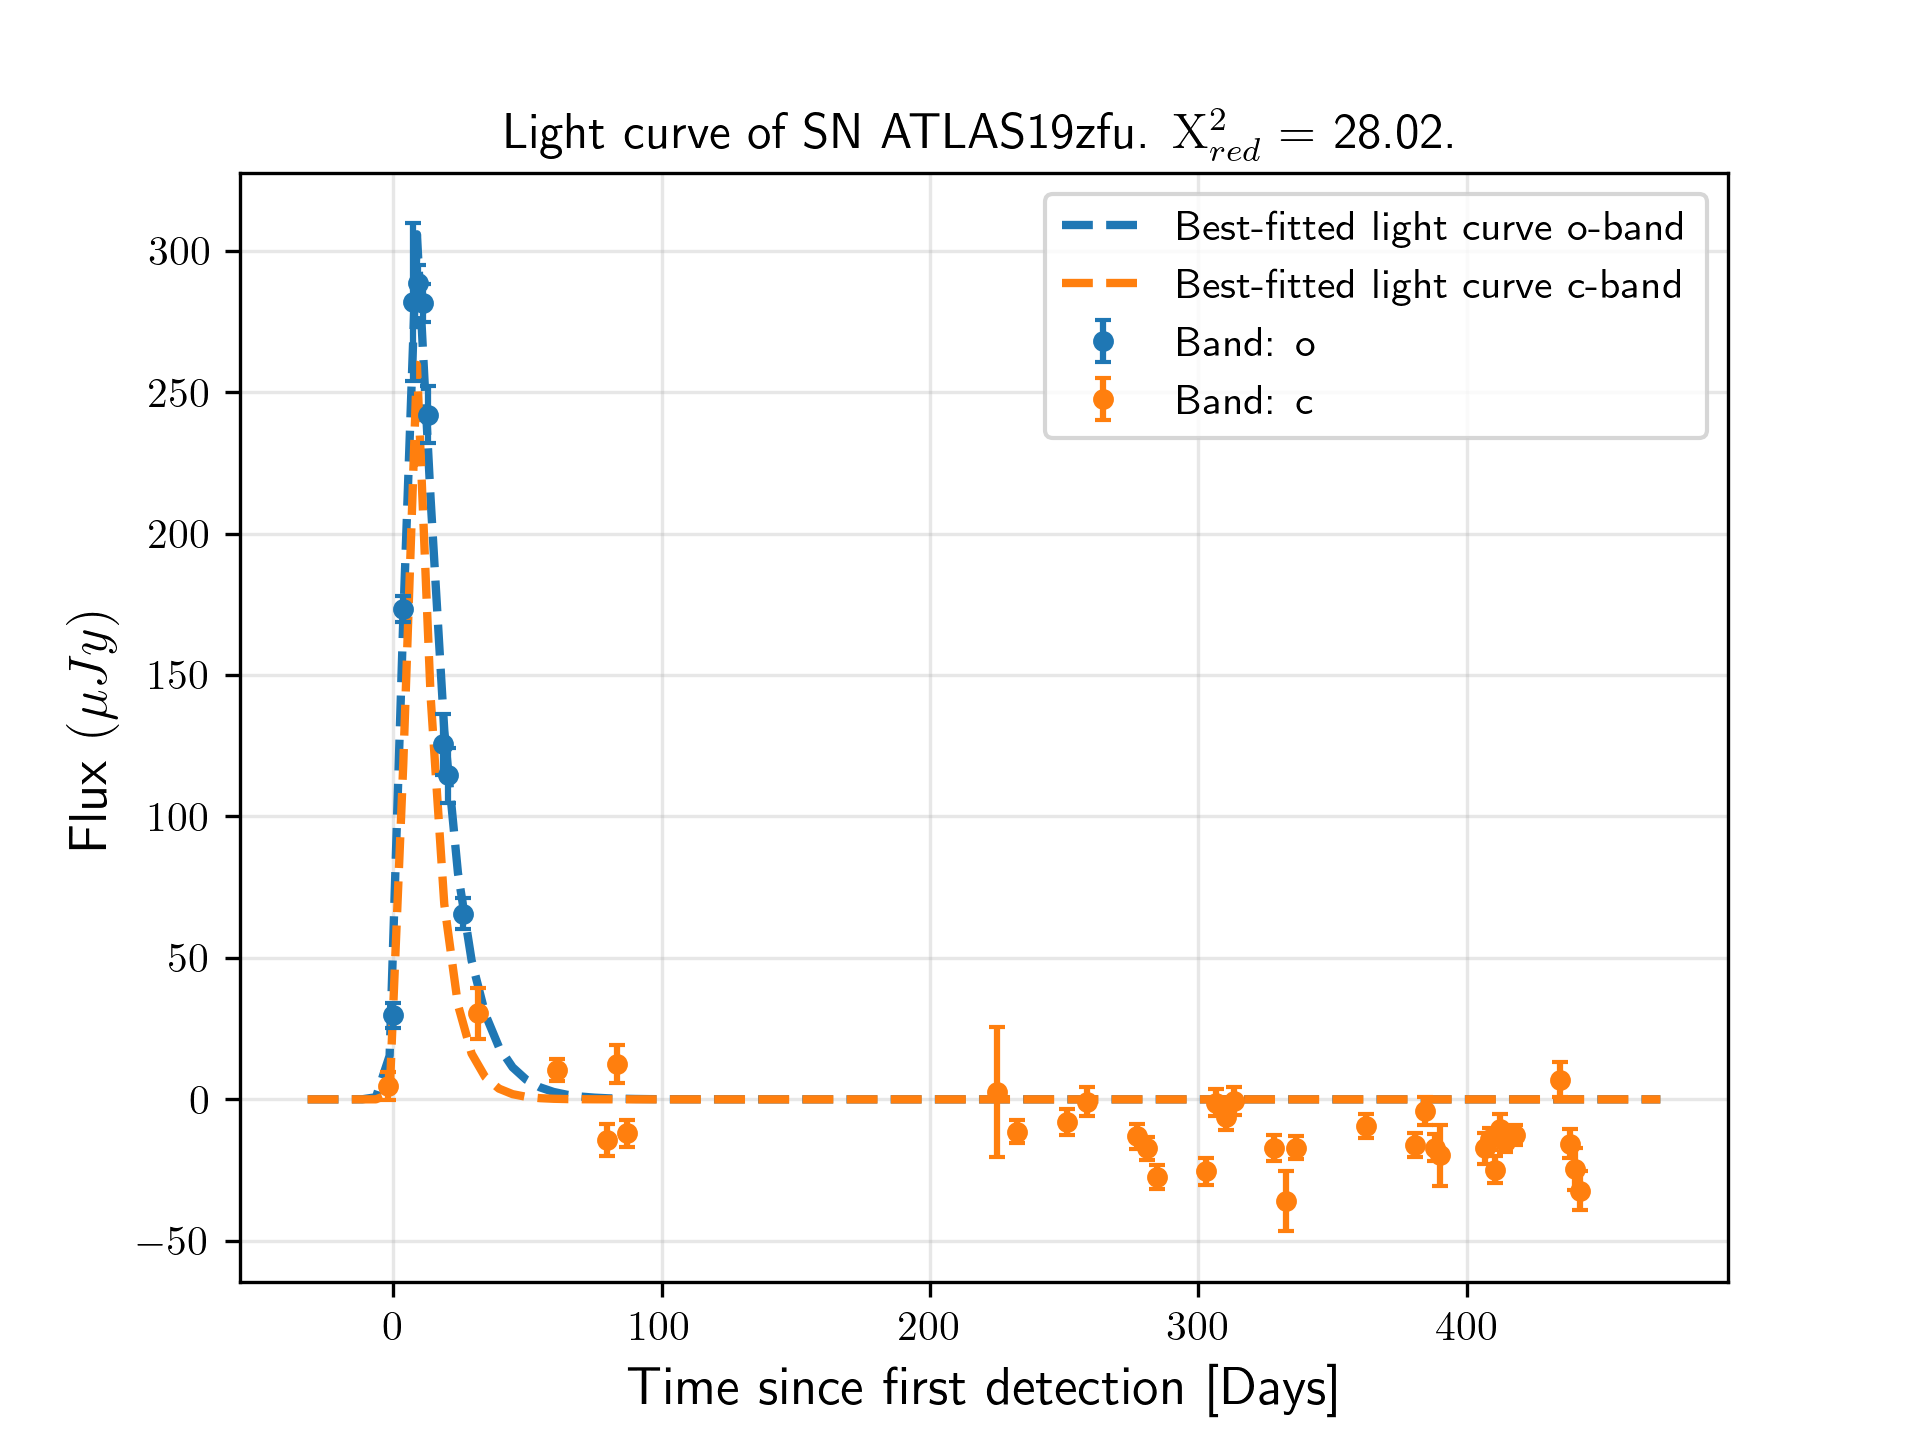 Light curve of SN ATLAS19zfu. X²_red = 28.02.
Best-fitted light curve o-band
Best-fitted light curve c-band
Band: o
Band: c
300
250
200
150
100
50
0
−50
Flux (μJy)
0 100 200 300 400
Time since first detection [Days]